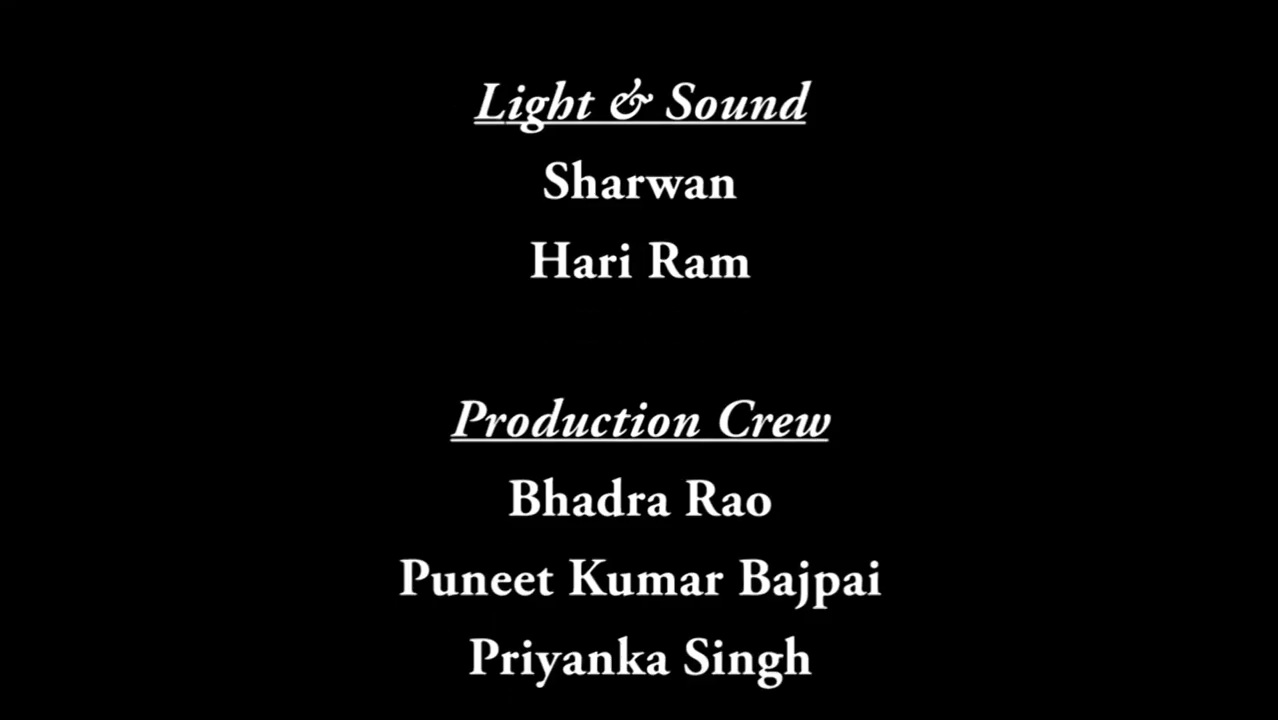 Light & Sound
Sharwan
Hari Ram
Production Crew
Bhadra Rao
Puneet Kumar Bajpai
Priyanka Singh